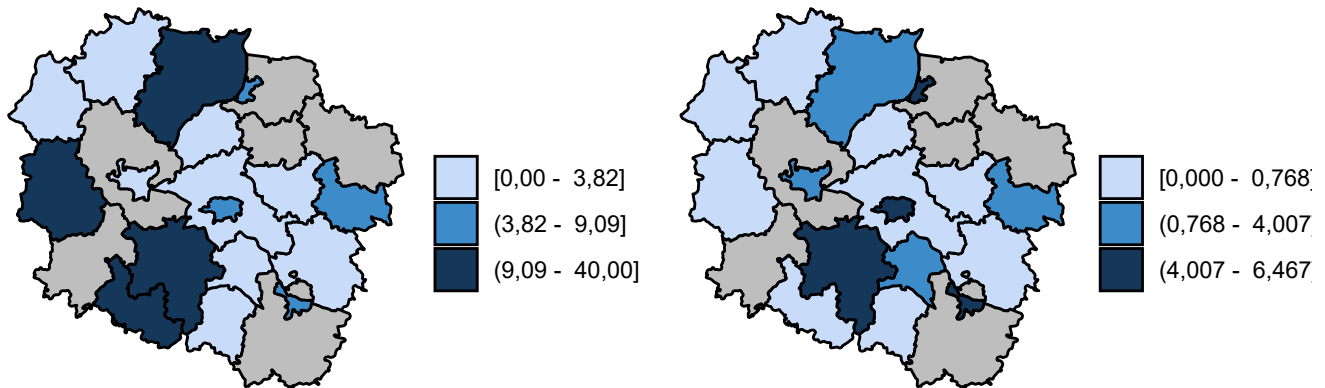 [0,00 - 3,82]
(3,82 - 9,09]
(9,09 - 40,00]
[0,000 - 0,768]
(0,768 - 4,007]
(4,007 - 6,467]